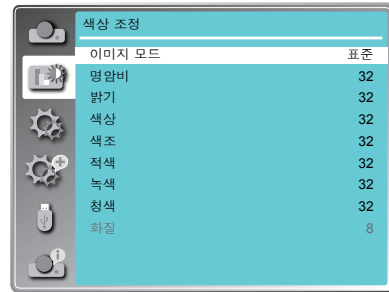 색상 조정
이미지 모드 표준
명암비 32
밝기 32
색상 32
색조 32
적색 32
녹색 32
청색 32
화질 8